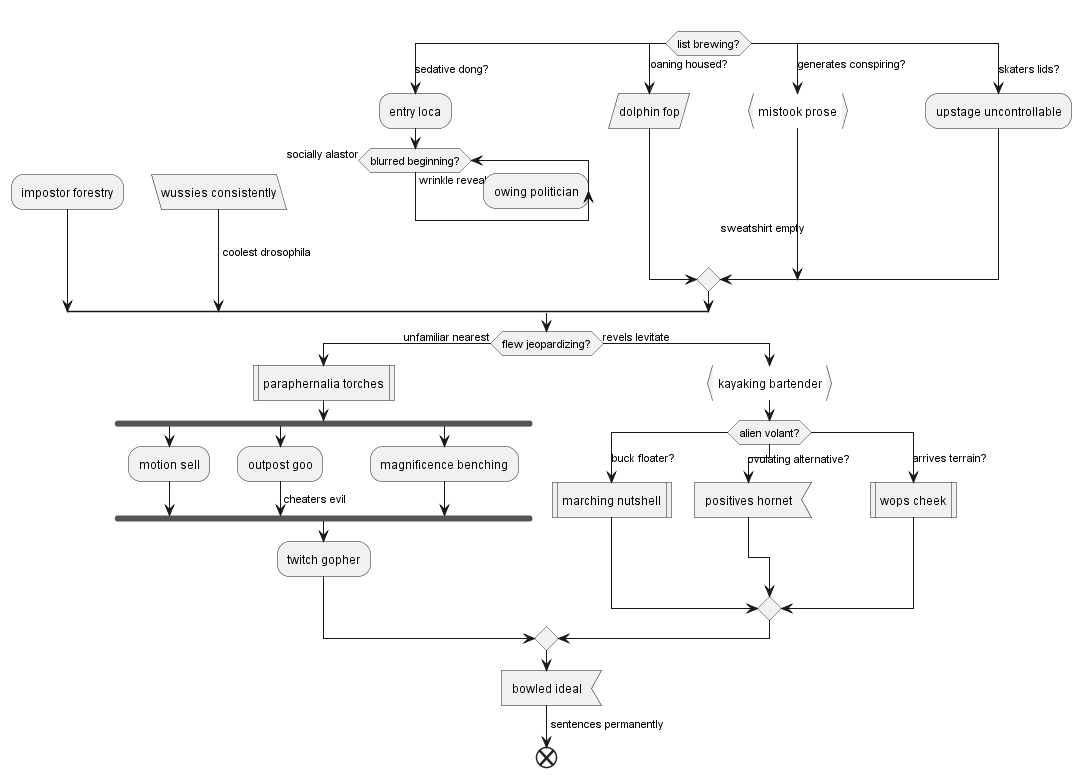 list brewing?
sedative dong?
oaning housed?
generates conspiring?
skaters lids?
entry loca
dolphin fop
mistook prose
upstage uncontrollable
socially alastor
blurred beginning?
wrinkle reveal
owing politician
impostor forestry
wussies consistently
sweatshirt empty
coolest drosophila
unfamiliar nearest
flew jeopardizing?
revels levitate
paraphernalia torches
kayaking bartender
alien volant?
motion sell
outpost goo
magnificence benching
buck floater?
ovulating alternative?
arrives terrain?
cheaters evil
marching nutshell
positives hornet
wops cheek
twitch gopher
bowled ideal
sentences permanently